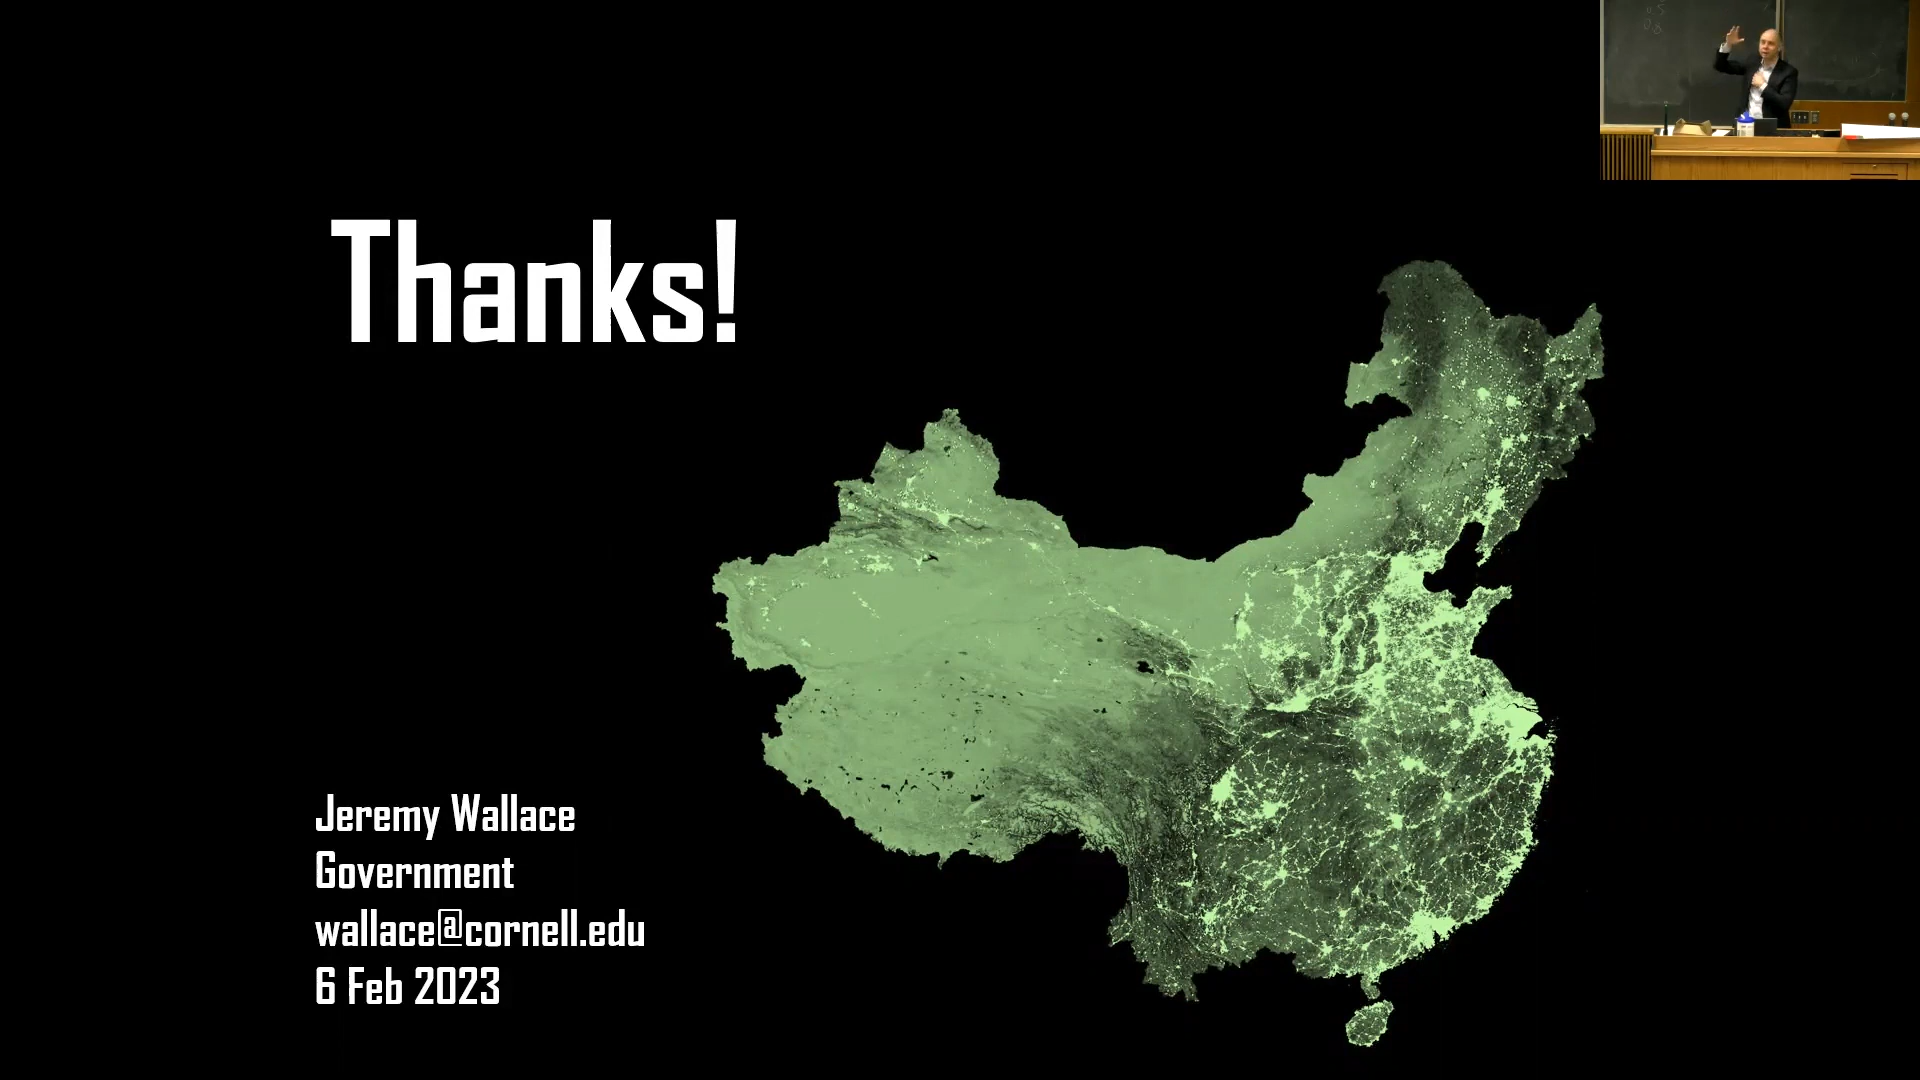 Thanks!
Jeremy Wallace
Government
wallace@cornell.edu
6 Feb 2023